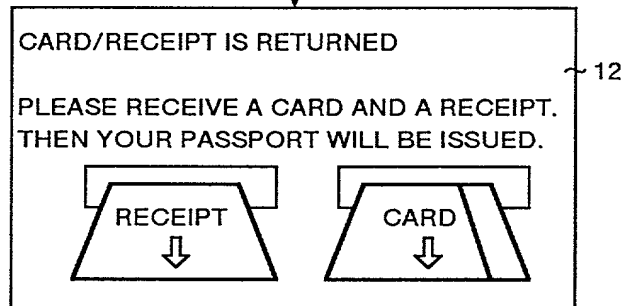 CARD/RECEIPT IS RETURNED
12
PLEASE RECEIVE A CARD AND A RECEIPT.
THEN YOUR PASSPORT WILL BE ISSUED.
RECEIPT CARD